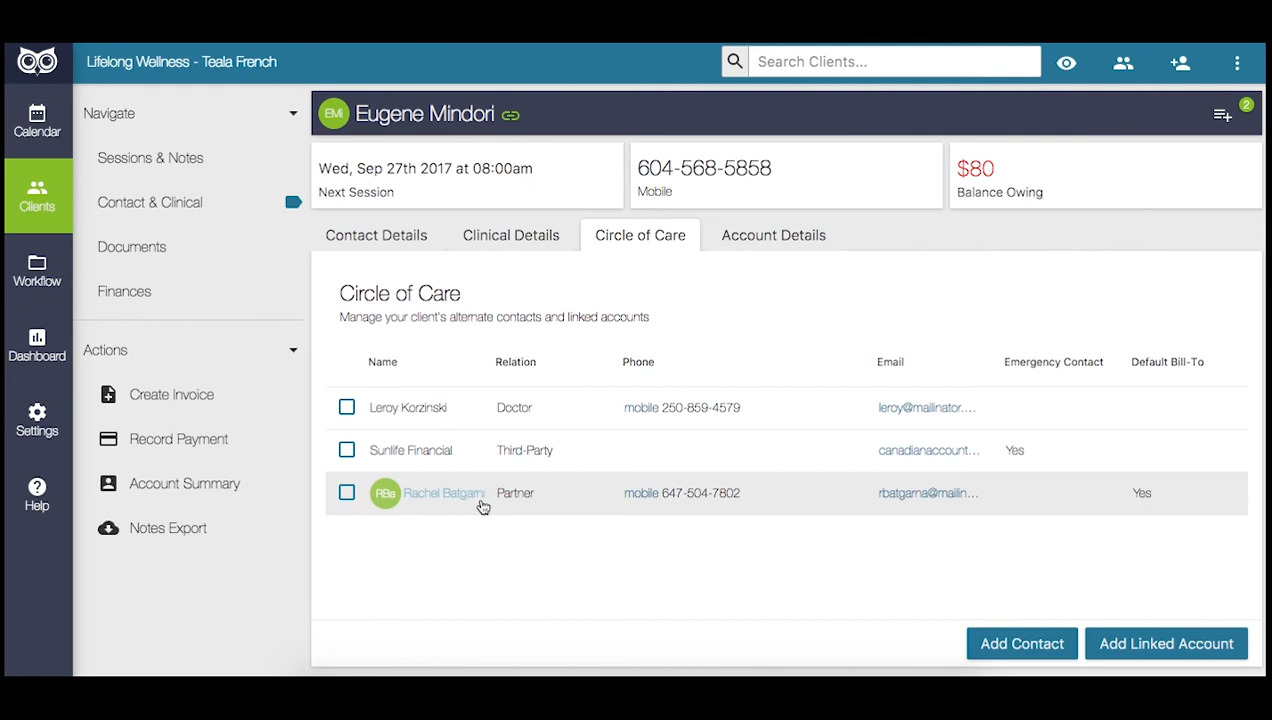 Lifelong Wellness - Teala French
Search Clients...
Calendar
Clients
Workflow
Dashboard
Settings
Help
Navigate
Sessions & Notes
Contact & Clinical
Documents
Finances
Actions
Create Invoice
Record Payment
Account Summary
Notes Export
EMi Eugene Mindori
2
Wed, Sep 27th 2017 at 08:00am
Next Session
604-568-5858
Mobile
$80
Balance Owing
Contact Details Clinical Details Circle of Care Account Details
Circle of Care
Manage your client's alternate contacts and linked accounts
Name Relation Phone Email Emergency Contact Default Bill-To
Leroy Korzinski Doctor mobile 250-859-4579 leroy@mailinator....
Sunlife Financial Third-Party canadianaccount... Yes
RBa Rachel Batgarna Partner mobile 647-504-7802 rbatgarna@mailin... Yes
Add Contact Add Linked Account